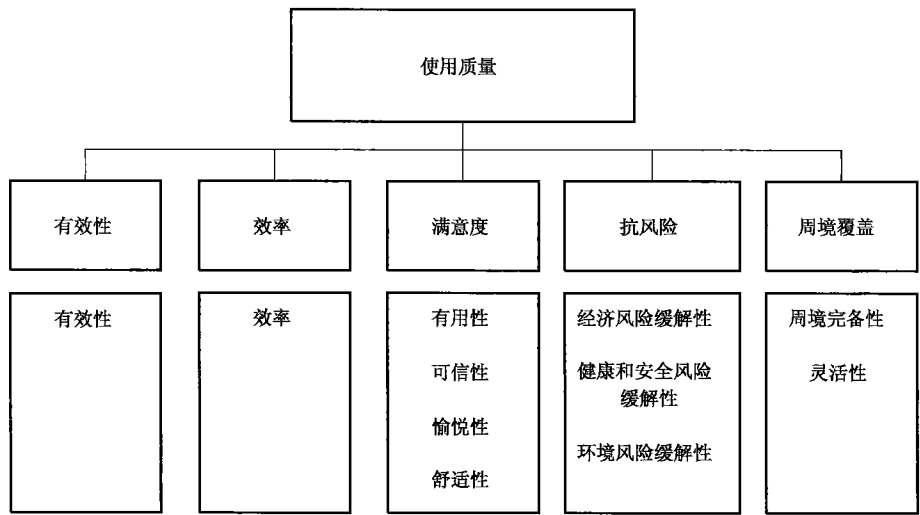 使用质量
有效性
效率
满意度
抗风险
周境覆盖
有效性
效率
有用性
可信性
愉悦性
舒适性
经济风险缓解性
健康和安全风险
缓解性
环境风险缓解性
周境完备性
灵活性